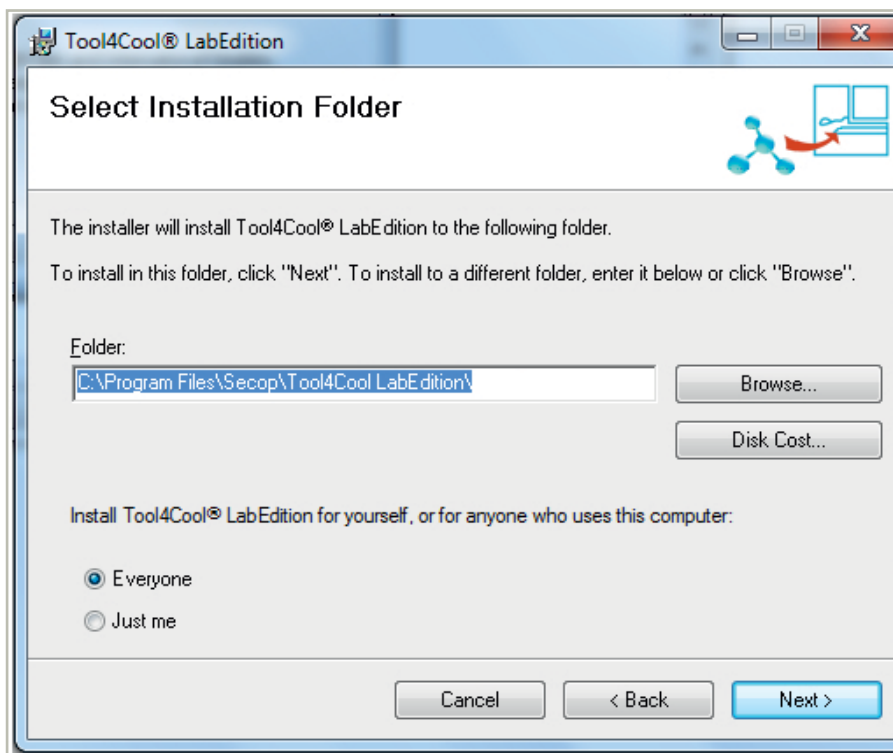 Tool4Cool® LabEdition
Select Installation Folder
The installer will install Tool4Cool® LabEdition to the following folder.
To install in this folder, click "Next". To install to a different folder, enter it below or click "Browse".
Folder:
C:\Program Files\Secop\Tool4Cool LabEdition\
Browse...
Disk Cost...
Install Tool4Cool® LabEdition for yourself, or for anyone who uses this computer:
Everyone
Just me
Cancel
< Back
Next >